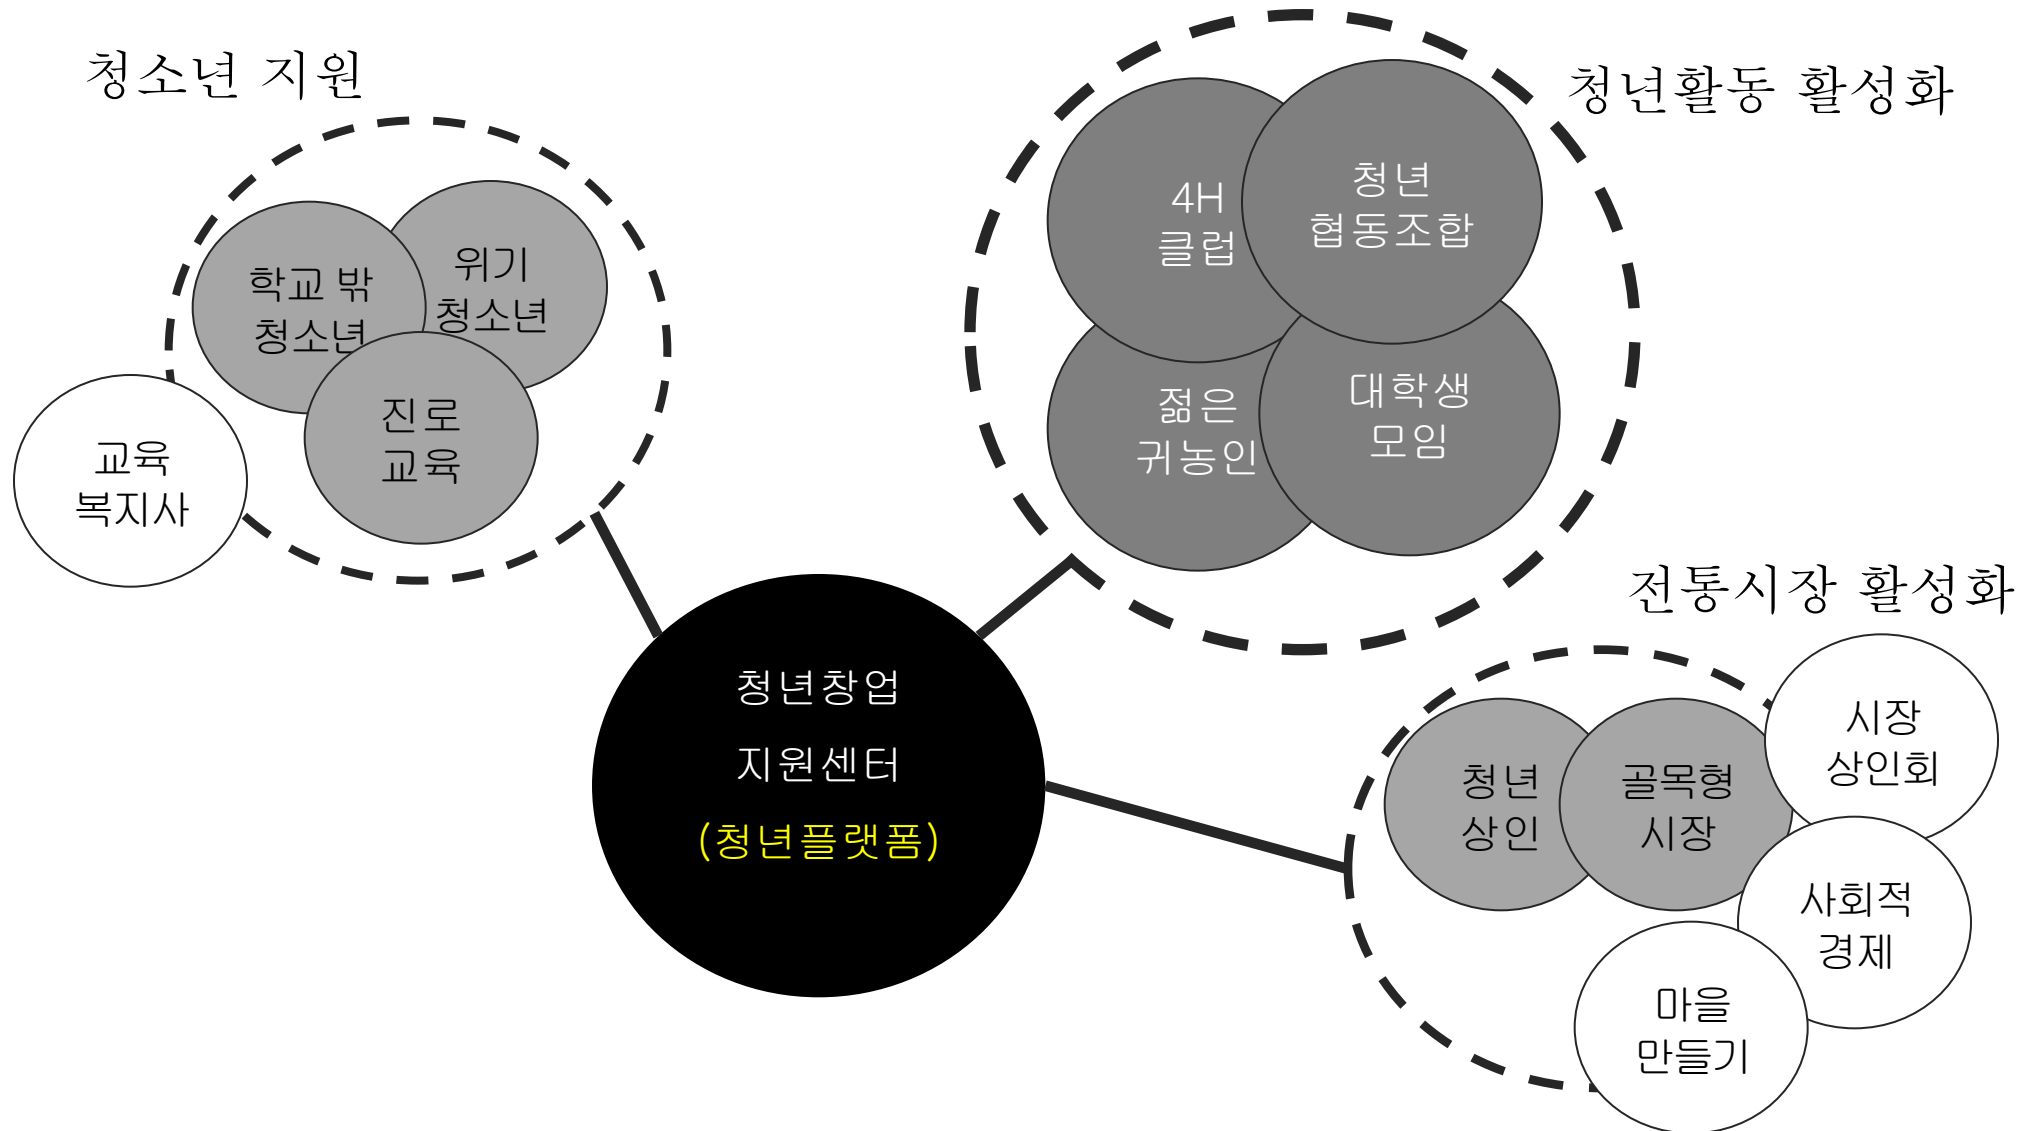 청소년 지원
위기
청소년
학교 밖
청소년
진로
교육
교육
복지사
청년활동 활성화
4H
클럽
청년
협동조합
젊은
귀농인
대학생
모임
청년창업
지원센터
(청년플랫폼)
전통시장 활성화
청년
상인
골목형
시장
시장
상인회
사회적
경제
마을
만들기